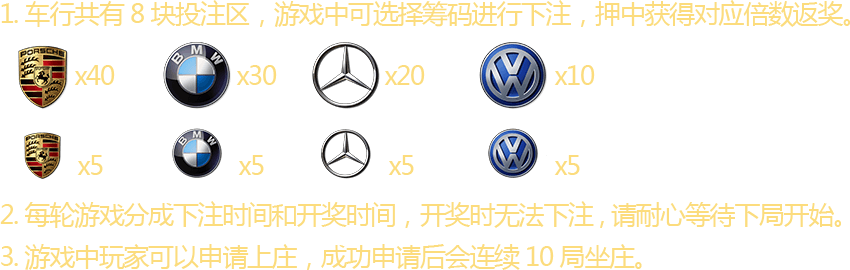 1. 车行共有 8 块投注区，游戏中可选择筹码进行下注，押中获得对应倍数返奖。
PORSCHE x40 BMW x30 x20 x10
PORSCHE x5 BMW x5 x5 x5
2. 每轮游戏分成下注时间和开奖时间，开奖时无法下注，请耐心等待下局开始。
3. 游戏中玩家可以申请上庄，成功申请后会连续 10 局坐庄。